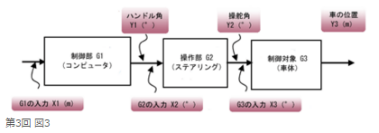 ハンドル角
Y1 (°)
操舵角
Y2 (°)
車の位置
Y3 (m)
制御部 G1
(コンピュータ)
操作部 G2
(ステアリング)
制御対象 G3
(車体)
G1の入力 X1 (m)
G2の入力 X2 (°)
G3の入力 X3 (°)
第3回 図3